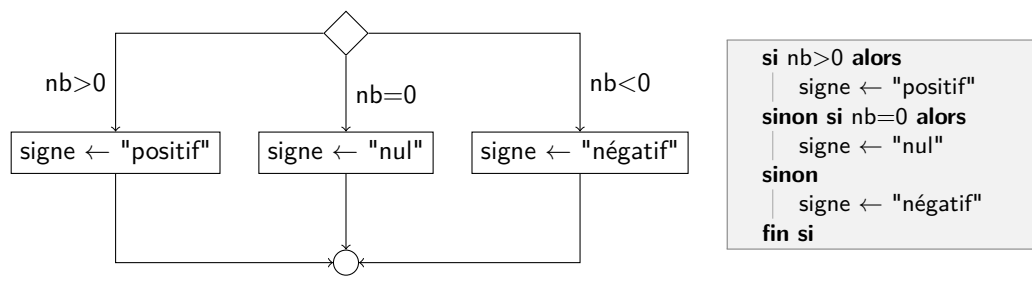 nb>0
nb=0
nb<0
signe ← "positif"
signe ← "nul"
signe ← "négatif"
si nb>0 alors
signe ← "positif"
sinon si nb=0 alors
signe ← "nul"
sinon
signe ← "négatif"
fin si